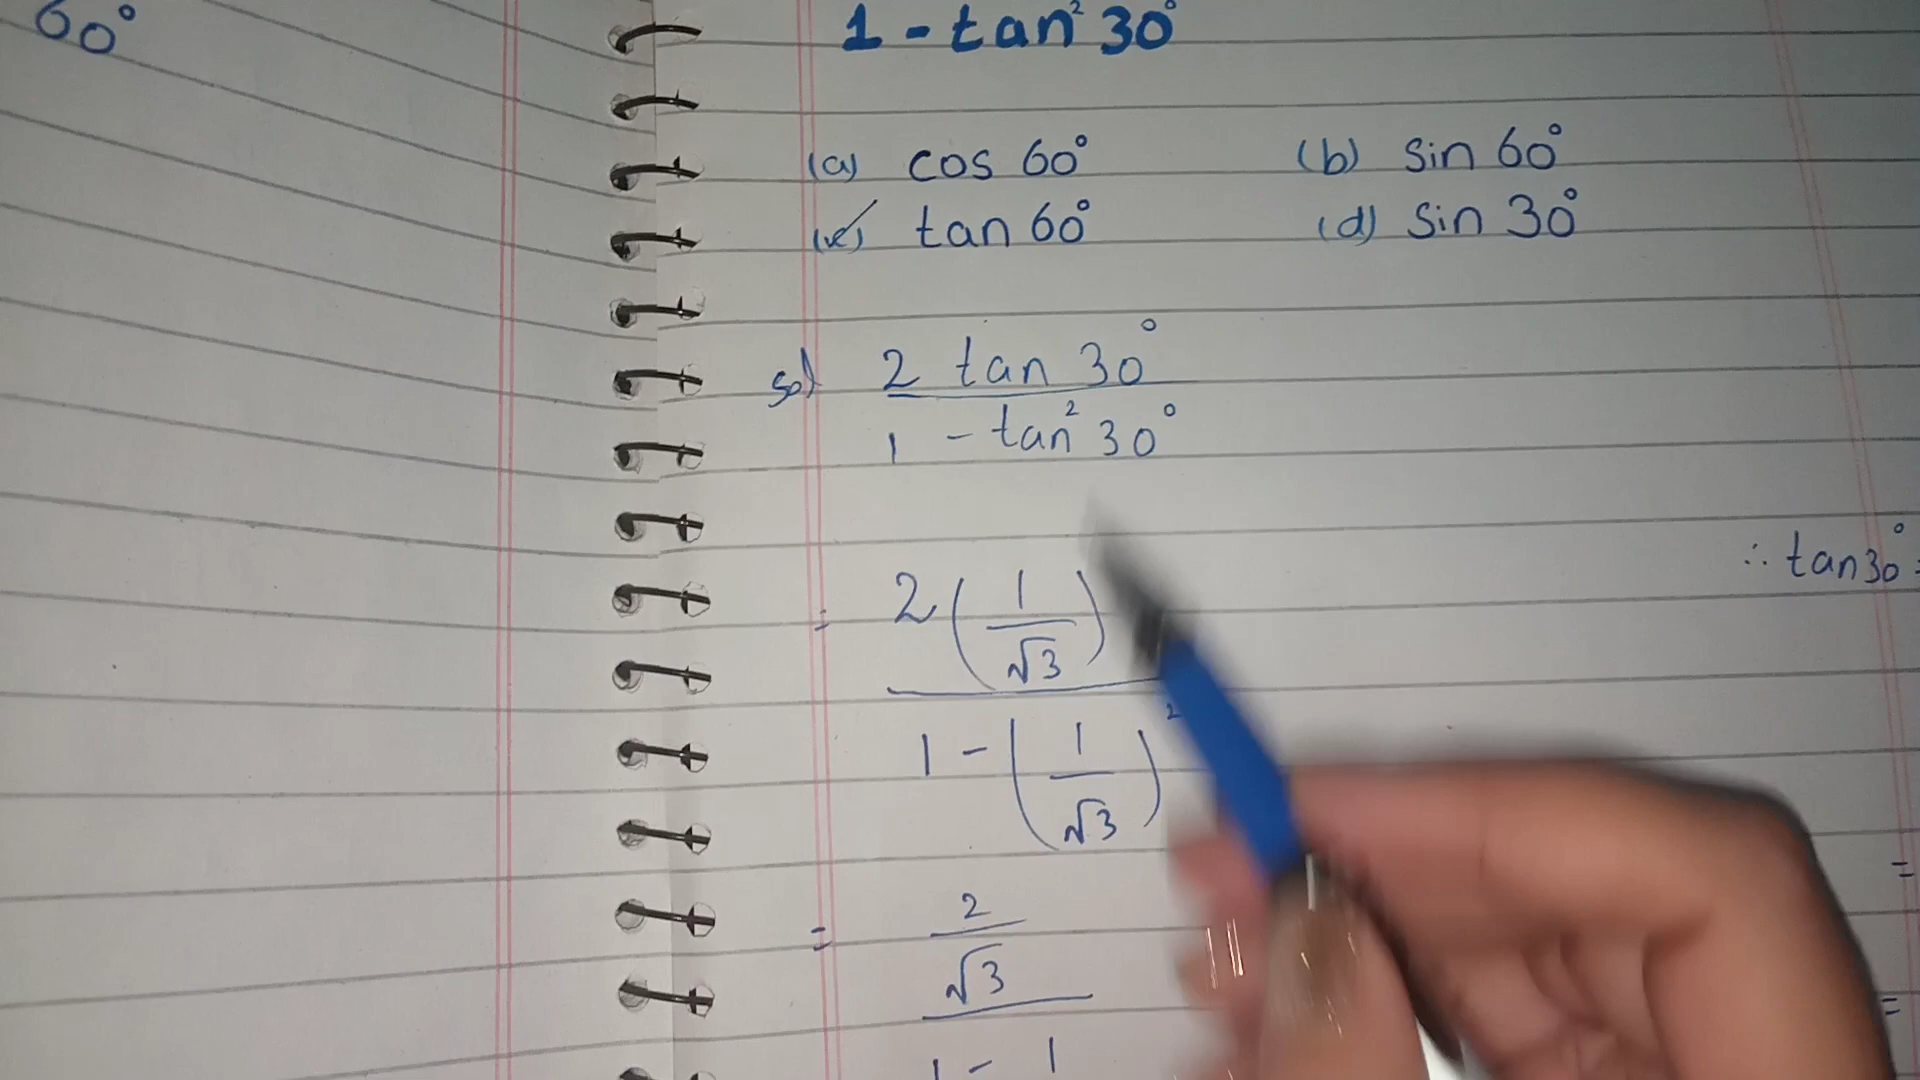 60°
1 - tan² 30°
(a) cos 60° (b) sin 60°
(c) tan 60° (d) sin 30°
sol 2 tan 30°
1 - tan² 30°
∴ tan 30° =
= 2 ( 1 / √3 )
1 - ( 1 / √3 )²
=
= 2 / √3
=
1 - 1